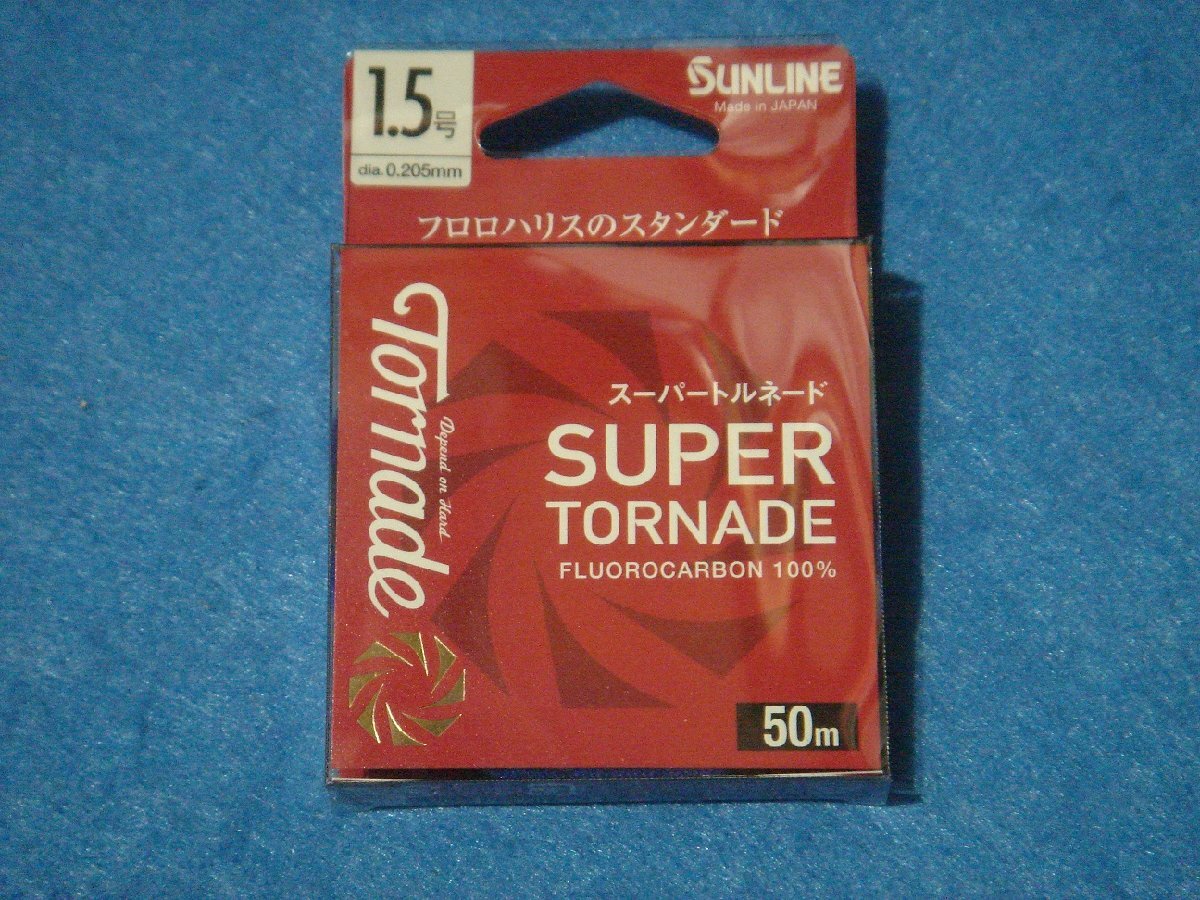 1.5号
dia.0.205mm
SUNLINE
Made in JAPAN
フロロハリスのスタンダード
Tornade
Depend on Hard
スーパートルネード
SUPER
TORNADE
FLUOROCARBON 100%
50m